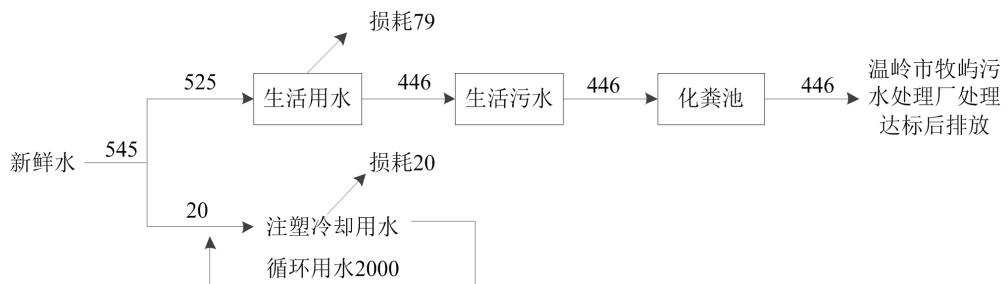 损耗79
525
生活用水
446
生活污水
446
化粪池
446
温岭市牧屿污
水处理厂处理
达标后排放
新鲜水
545
损耗20
20
注塑冷却用水
循环用水2000